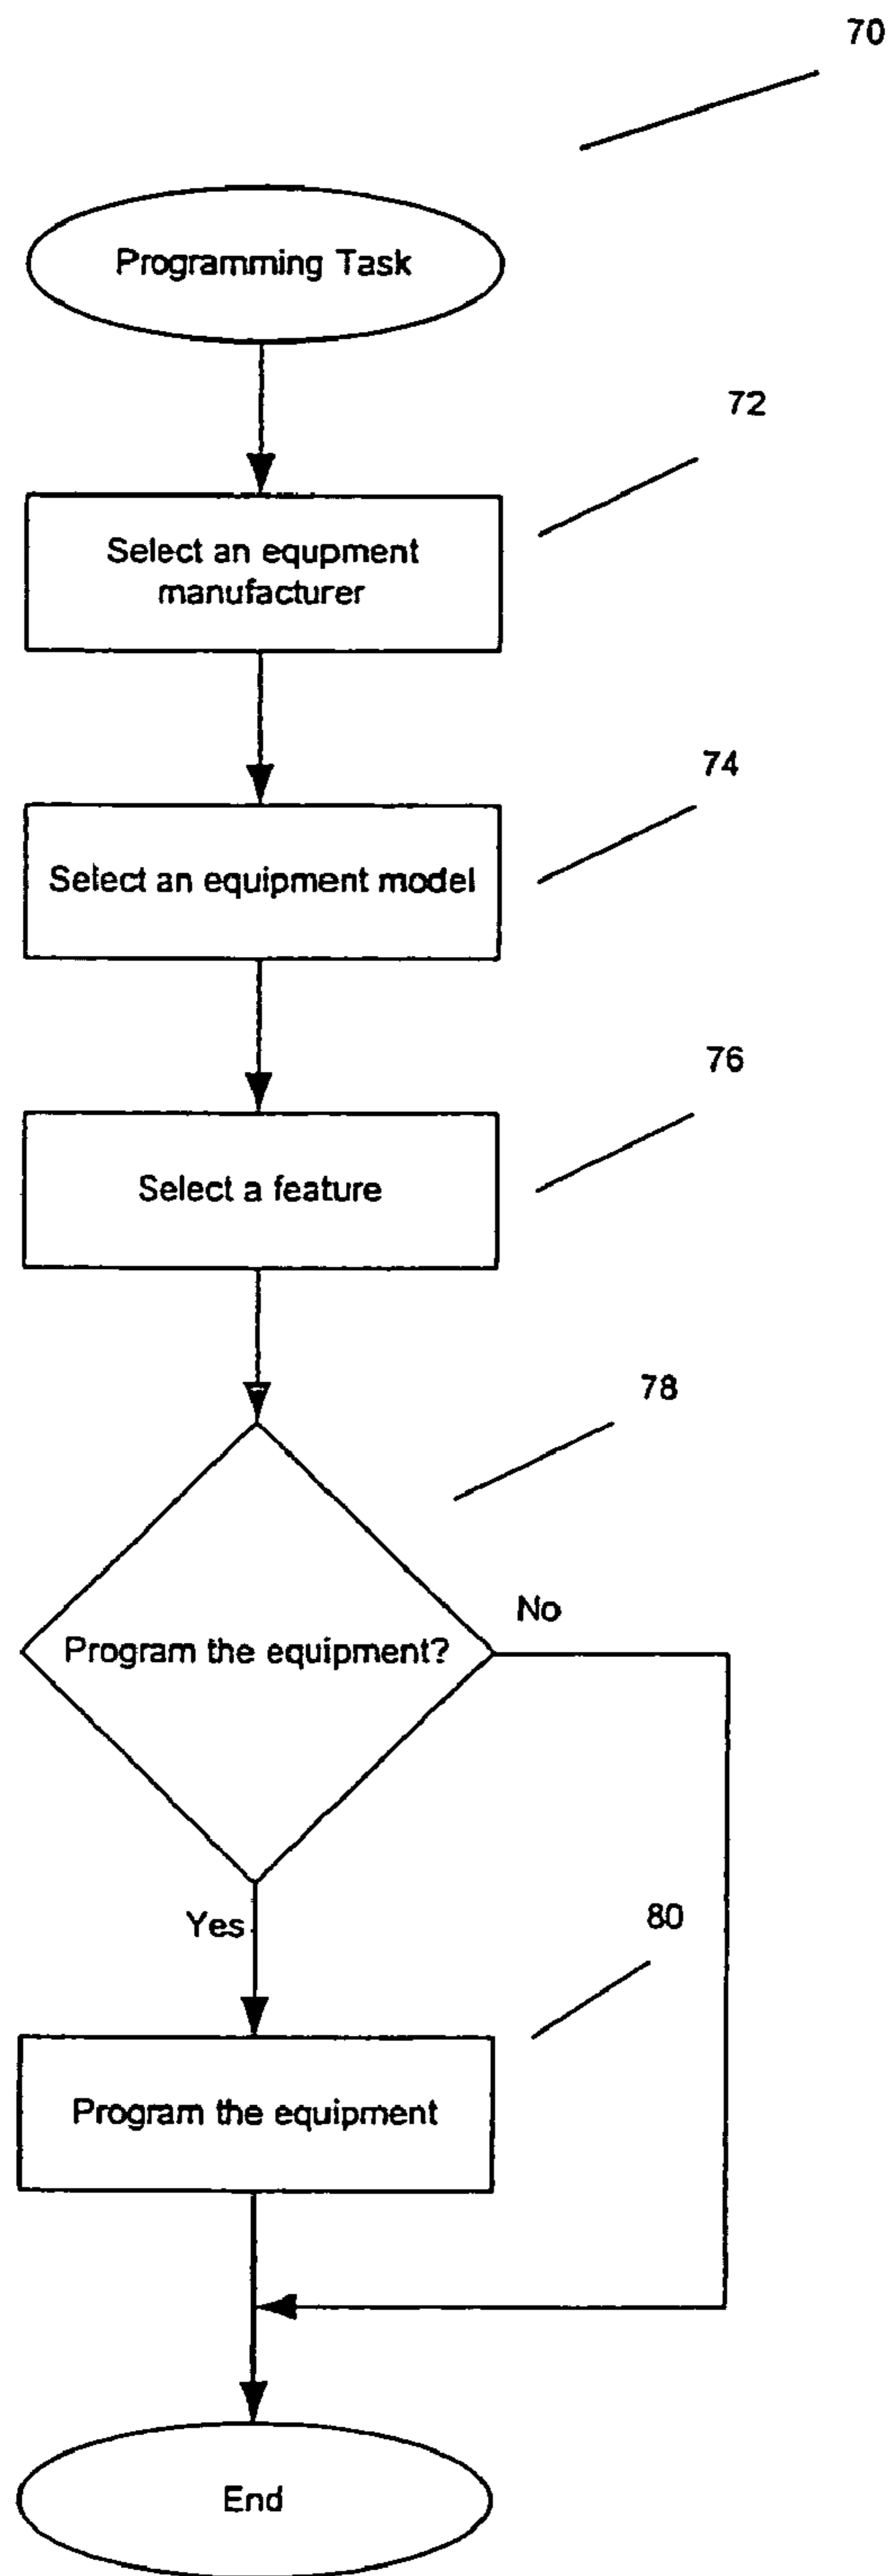 70
Programming Task
72
Select an equpment
manufacturer
74
Select an equipment model
76
Select a feature
78
No
Program the equipment?
Yes
80
Program the equipment
End